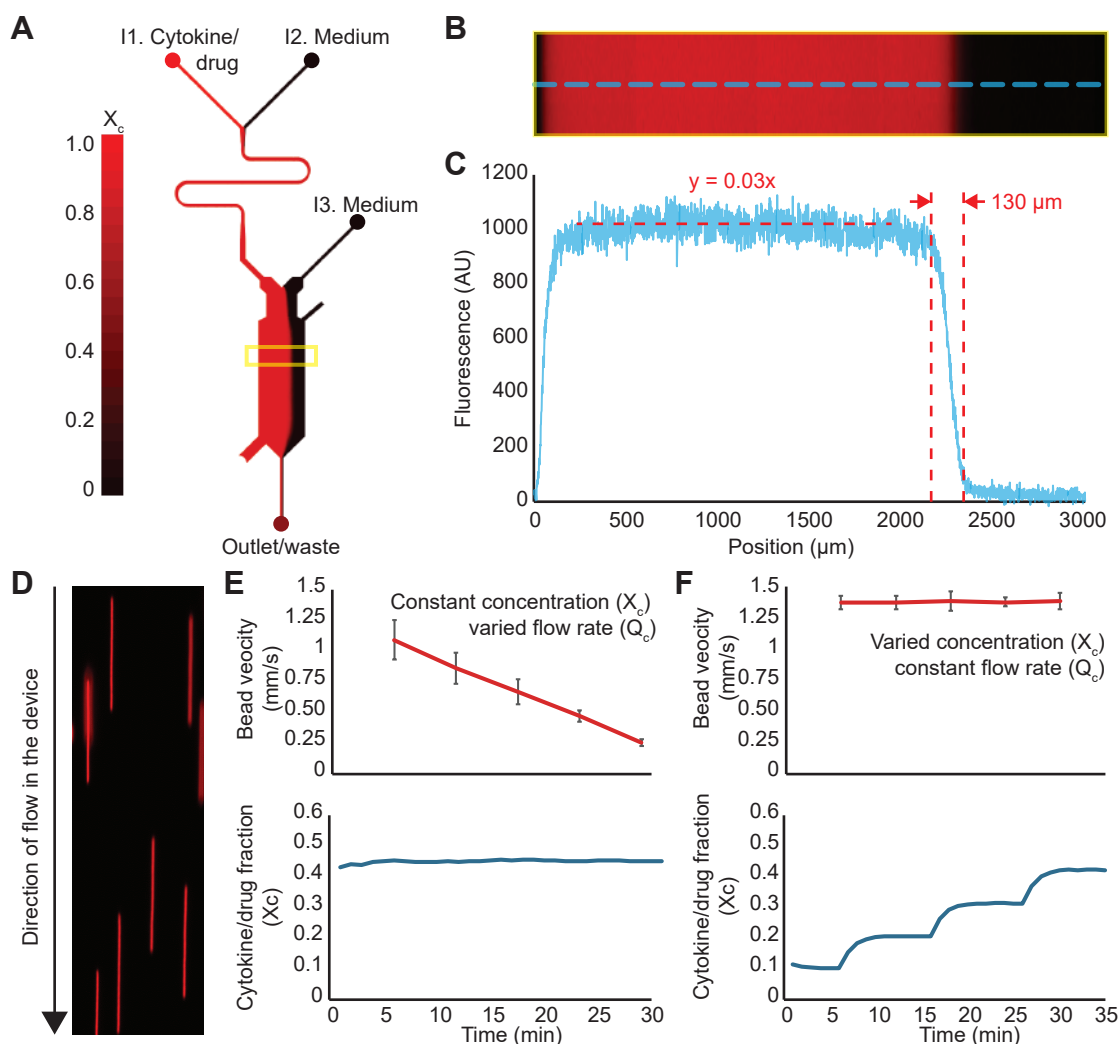 A
I1. Cytokine/
drug
I2. Medium
X_c
1.0
0.8
0.6
0.4
0.2
0
I3. Medium
Outlet/waste
B
C
1200
1000
800
600
400
200
0
Fluorescence (AU)
y = 0.03x
130 µm
0
500
1000
1500
2000
2500
3000
Position (µm)
D
Direction of flow in the device
E
1.5
1.25
1
0.75
0.50
0.25
0
Bead veocity
(mm/s)
Constant concentration (X_c)
varied flow rate (Q_c)
0.6
0.5
0.4
0.3
0.2
0.1
0
Cytokine/drug fraction
(Xc)
0
5
10
15
20
25
30
Time (min)
F
1.5
1.25
1
0.75
0.50
0.25
0
Bead veocity
(mm/s)
Varied concentration (X_c)
constant flow rate (Q_c)
0.6
0.5
0.4
0.3
0.2
0.1
0
Cytokine/drug fraction
(Xc)
0
5
10
15
20
25
30
35
Time (min)